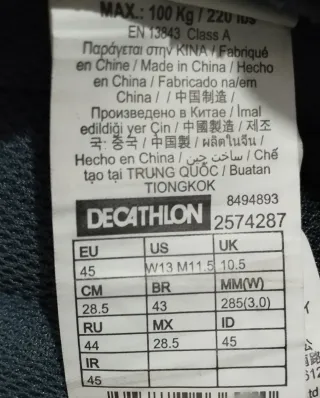 MAX.: 100 Kg / 220 lbs
EN 13843 Class A
Παράγεται στην ΚΙΝΑ / Fabriqué
en Chine / Made in China / Hecho
en China / Fabricado na/em
China / / 中国制造 /
Произведено в Китае / İmal
edildiği yer Çin / 中國製造 / 제조
국: 중국 / 中国製 / ผลิตในจีน /
Hecho en China / ساخت چین / Chế
tạo tại TRUNG QUỐC / Buatan
TIONGKOK
8494893
DECATHLON 2574287
EU US UK
45 W13 M11.5 10.5
CM BR MM(W)
28.5 43 285(3.0)
RU MX ID
44 28.5 45
IR
45